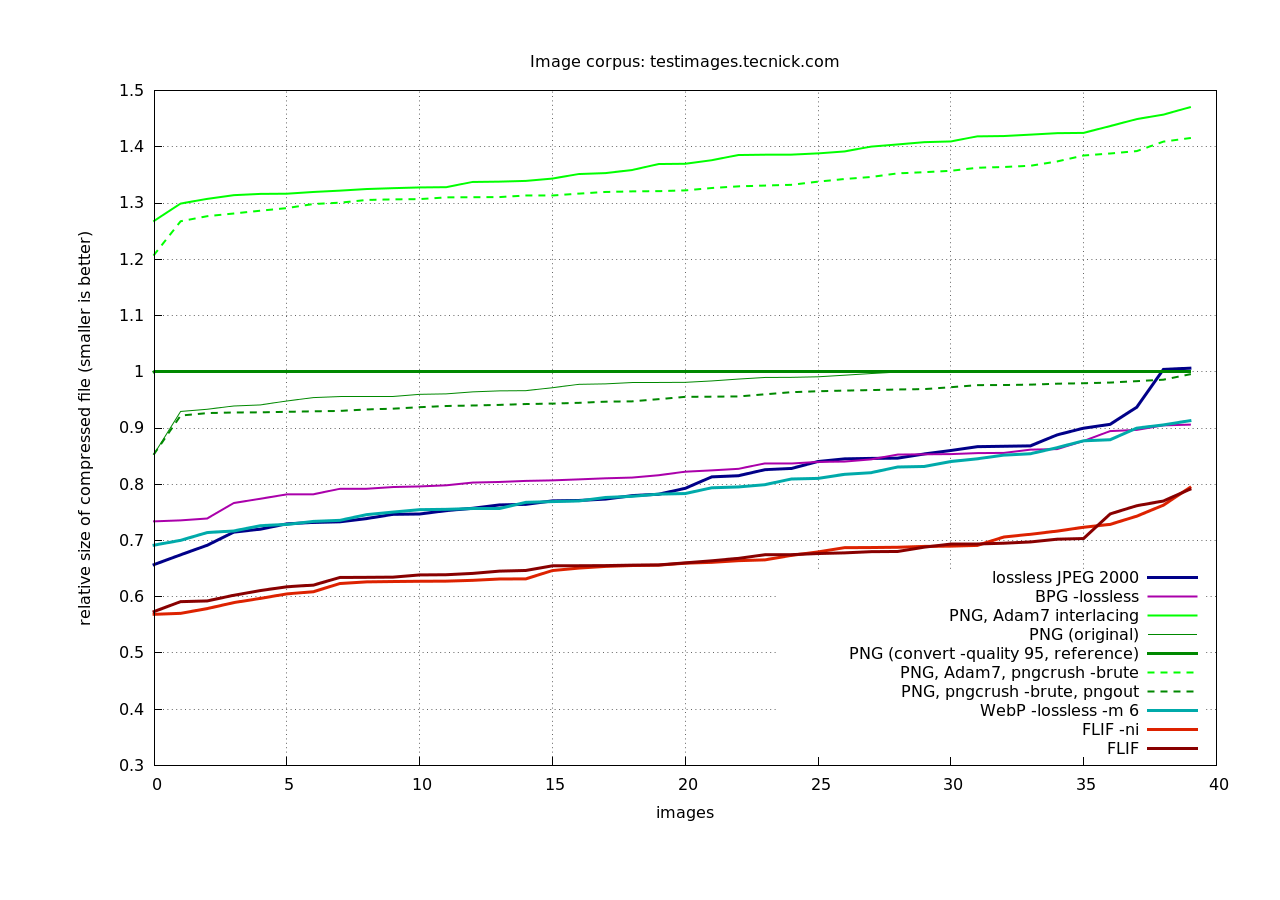 Image corpus: testimages.tecnick.com
relative size of compressed file (smaller is better)
1.5
1.4
1.3
1.2
1.1
1
0.9
0.8
0.7
0.6
0.5
0.4
0.3
lossless JPEG 2000
BPG -lossless
PNG, Adam7 interlacing
PNG (original)
PNG (convert -quality 95, reference)
PNG, Adam7, pngcrush -brute
PNG, pngcrush -brute, pngout
WebP -lossless -m 6
FLIF -ni
FLIF
0 5 10 15 20 25 30 35 40
images